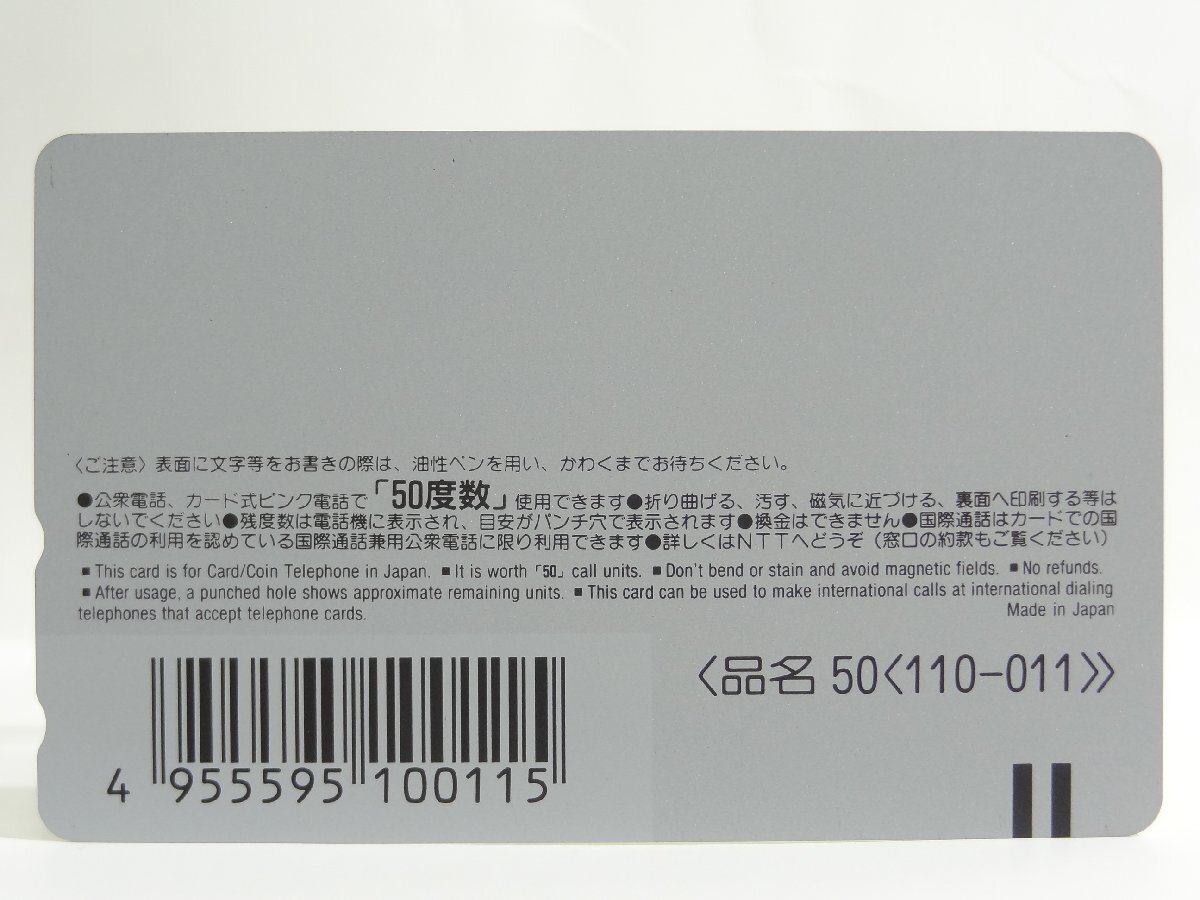 〈ご注意〉表面に文字等をお書きの際は、油性ペンを用い、かわくまでお待ちください。
●公衆電話、カード式ピンク電話で「50度数」使用できます●折り曲げる、汚す、磁気に近づける、裏面へ印刷する等は
しないでください●残度数は電話機に表示され、目安がパンチ穴で表示されます●換金はできません●国際通話はカードでの国
際通話の利用を認めている国際通話兼用公衆電話に限り利用できます●詳しくはNTTへどうぞ（窓口の約款もご覧ください）
■ This card is for Card/Coin Telephone in Japan. ■ It is worth「50」call units. ■ Don't bend or stain and avoid magnetic fields. ■ No refunds.
■ After usage, a punched hole shows approximate remaining units. ■ This card can be used to make international calls at international dialing
telephones that accept telephone cards. Made in Japan
〈品名 50〈110-011〉〉
4 955595 100115